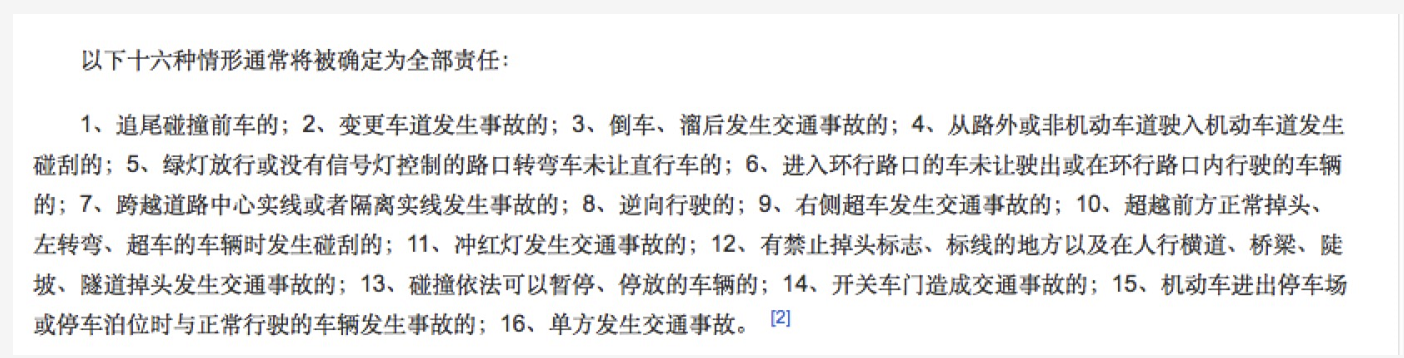 以下十六种情形通常将被确定为全部责任：
1、追尾碰撞前车的；2、变更车道发生事故的；3、倒车、溜后发生交通事故的；4、从路外或非机动车道驶入机动车道发生
碰刮的；5、绿灯放行或没有信号灯控制的路口转弯车未让直行车的；6、进入环行路口的车未让驶出或在环行路口内行驶的车辆
的；7、跨越道路中心实线或者隔离实线发生事故的；8、逆向行驶的；9、右侧超车发生交通事故的；10、超越前方正常掉头、
左转弯、超车的车辆时发生碰刮的；11、冲红灯发生交通事故的；12、有禁止掉头标志、标线的地方以及在人行横道、桥梁、陡
坡、隧道掉头发生交通事故的；13、碰撞依法可以暂停、停放的车辆的；14、开关车门造成交通事故的；15、机动车进出停车场
或停车泊位时与正常行驶的车辆发生事故的；16、单方发生交通事故。 [2]